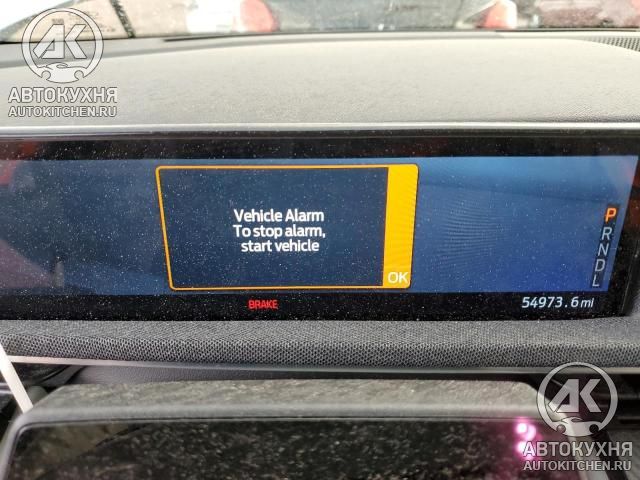 AK
АВТОКУХНЯ
AUTOKITCHEN.RU
Vehicle Alarm
To stop alarm,
start vehicle
OK
P
R
N
D
L
BRAKE
54973.6 mi
AK
АВТОКУХНЯ
AUTOKITCHEN.RU